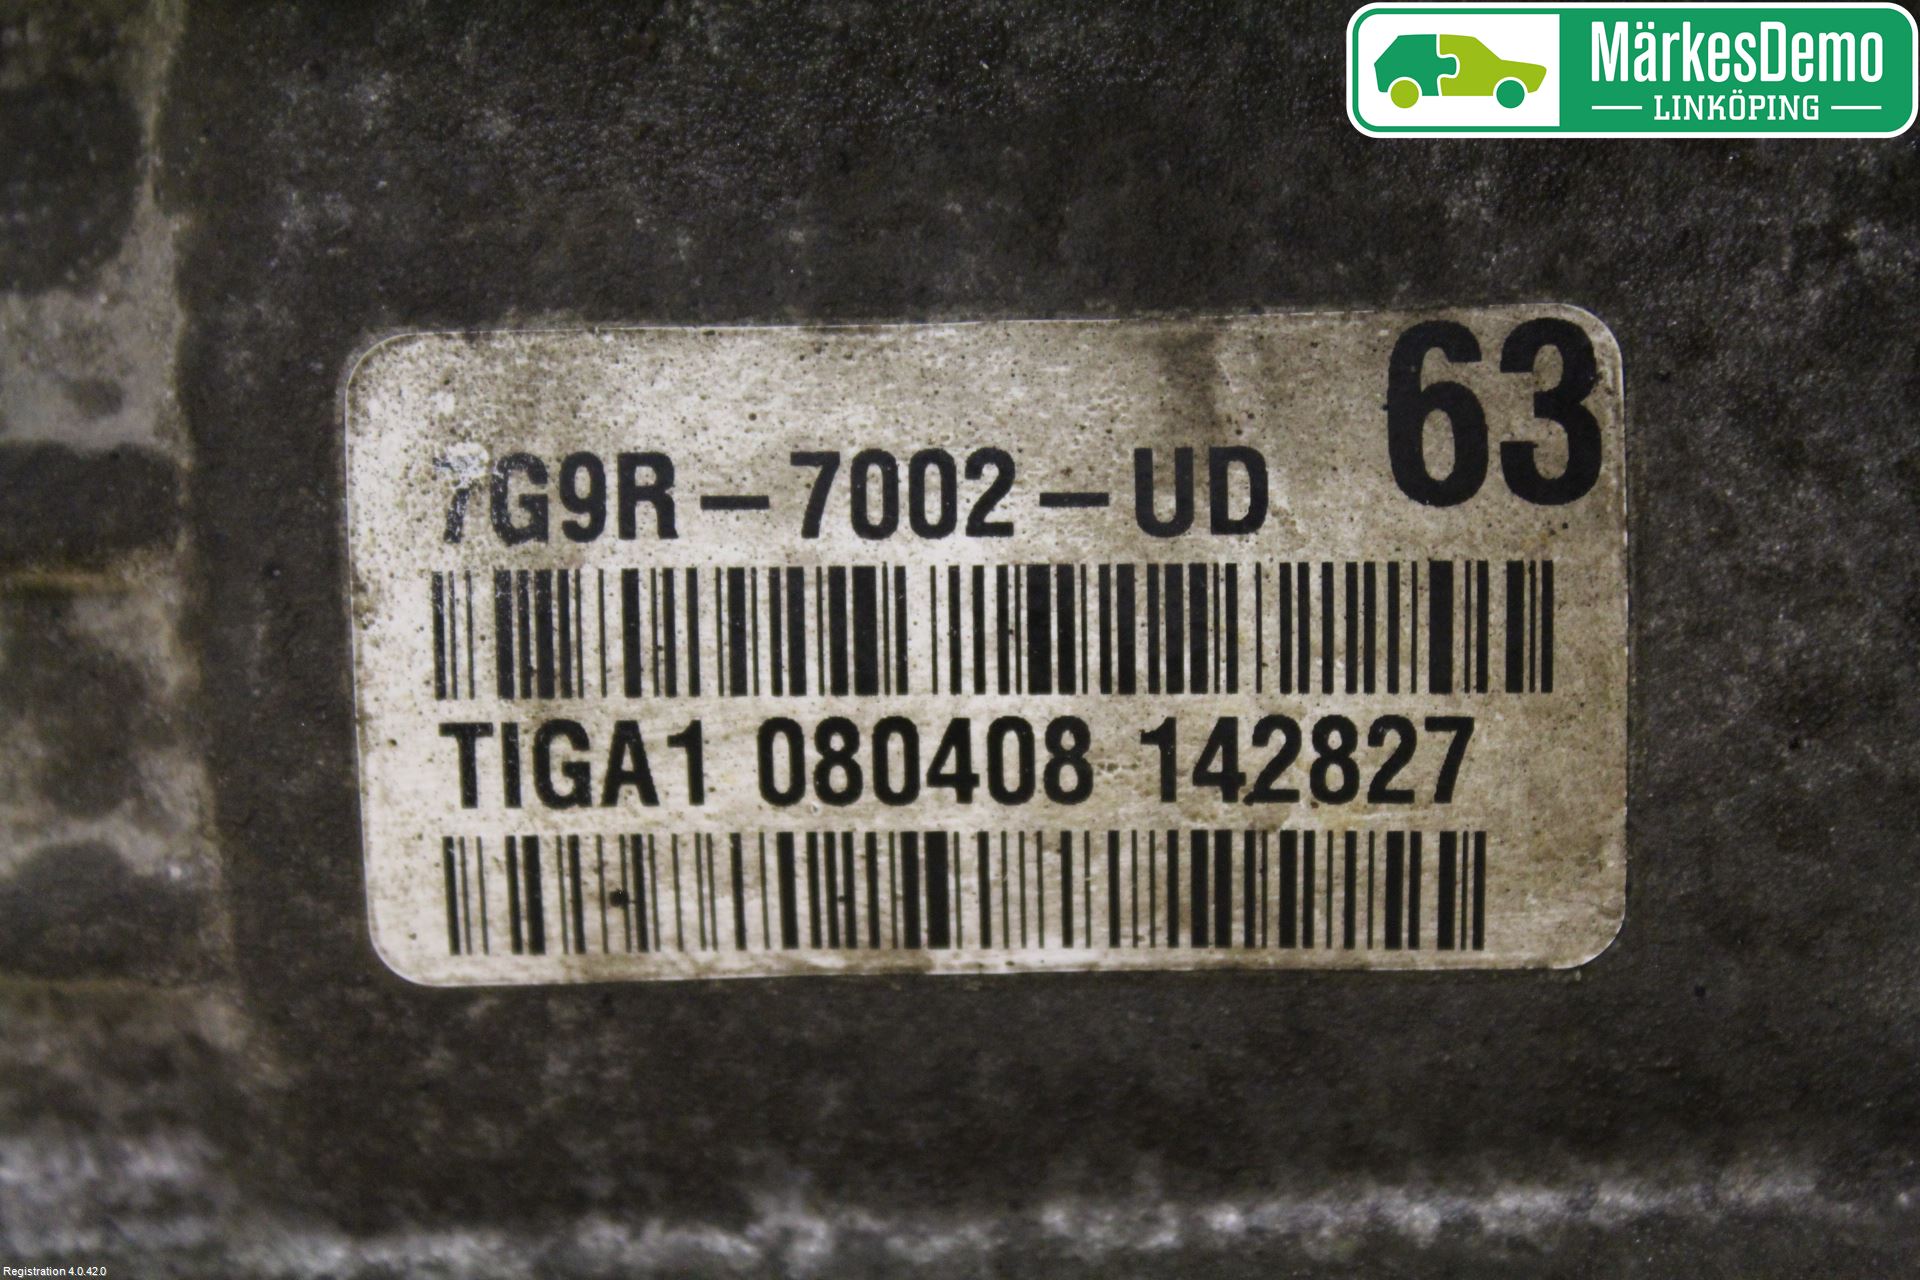 MärkesDemo
LINKÖPING
63
7G9R-7002-UD
TIGA1 080408 142827
Registration 4.0.42.0